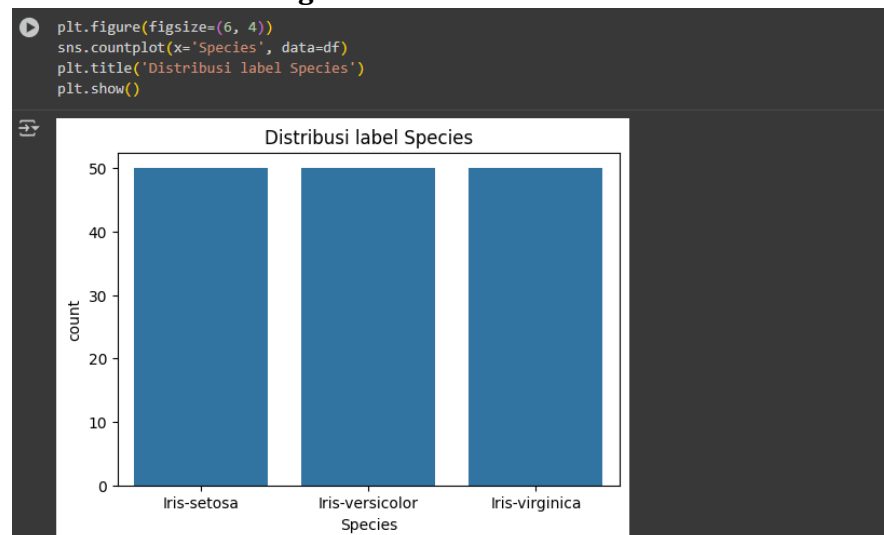 plt.figure(figsize=(6, 4))
sns.countplot(x='Species', data=df)
plt.title('Distribusi label Species')
plt.show()
Distribusi label Species
50
40
30
20
10
0
count
Iris-setosa Iris-versicolor Iris-virginica
Species